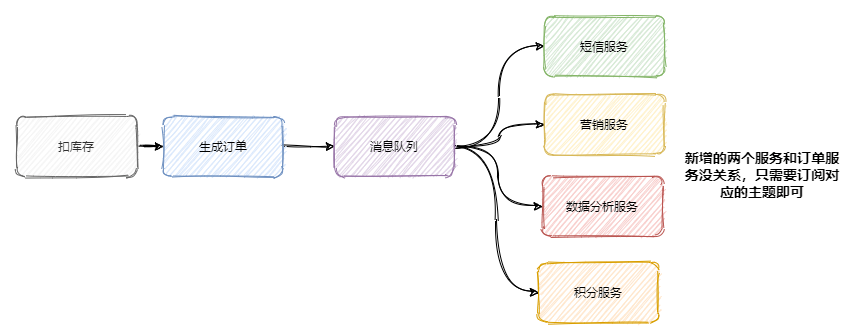 扣库存
生成订单
消息队列
短信服务
营销服务
数据分析服务
积分服务
新增的两个服务和订单服
务没关系，只需要订阅对
应的主题即可